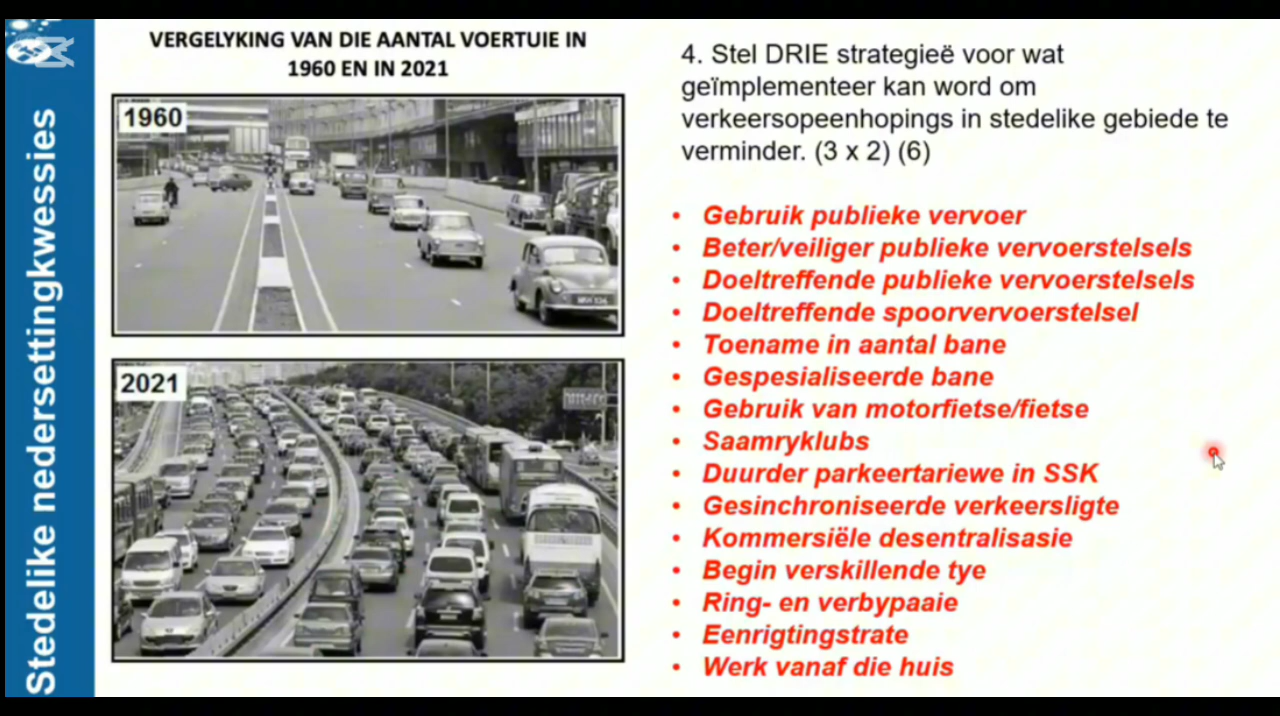 Stedelike nedersettingkwessies
VERGELYKING VAN DIE AANTAL VOERTUIE IN
1960 EN IN 2021
1960
2021
4. Stel DRIE strategieë voor wat
geïmplementeer kan word om
verkeersopeenhopings in stedelike gebiede te
verminder. (3 x 2) (6)
• Gebruik publieke vervoer
• Beter/veiliger publieke vervoerstelsels
• Doeltreffende publieke vervoerstelsels
• Doeltreffende spoorvervoerstelsel
• Toename in aantal bane
• Gespesialiseerde bane
• Gebruik van motorfietse/fietse
• Saamryklubs
• Duurder parkeertariewe in SSK
• Gesinchroniseerde verkeersligte
• Kommersiële desentralisasie
• Begin verskillende tye
• Ring- en verbypaaie
• Eenrigtingstrate
• Werk vanaf die huis